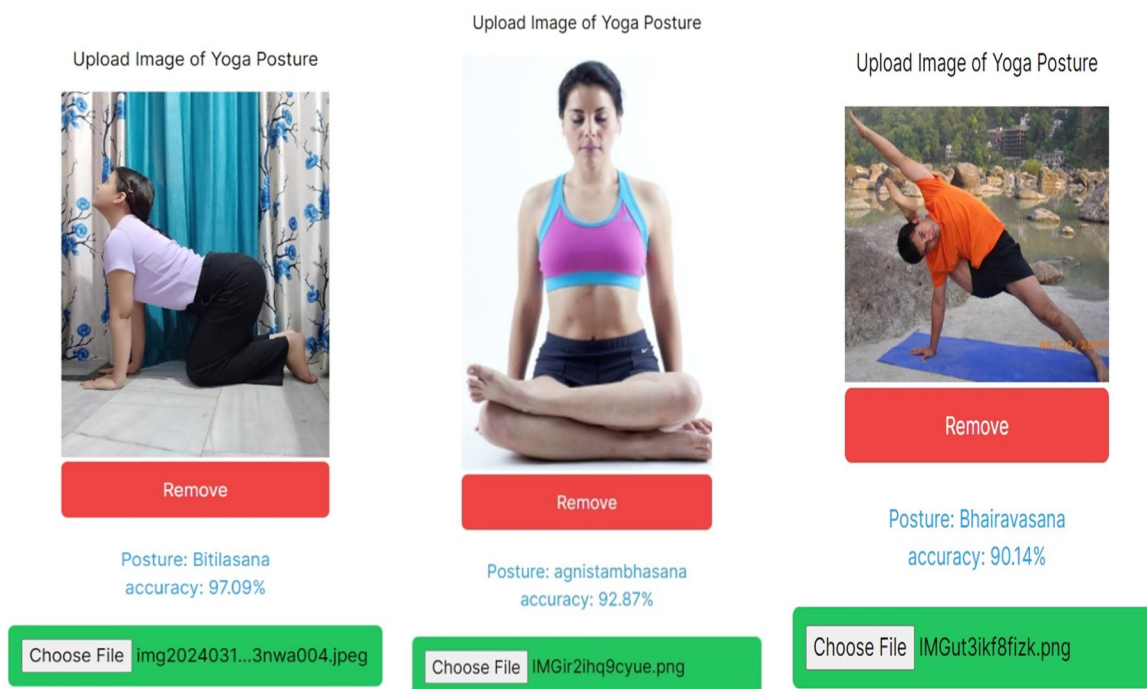 Upload Image of Yoga Posture
Remove
Posture: Bitilasana
accuracy: 97.09%
Choose File img2024031...3nwa004.jpeg
Upload Image of Yoga Posture
Remove
Posture: agnistambhasana
accuracy: 92.87%
Choose File IMGir2ihq9cyue.png
Upload Image of Yoga Posture
Remove
Posture: Bhairavasana
accuracy: 90.14%
Choose File IMGut3ikf8fizk.png